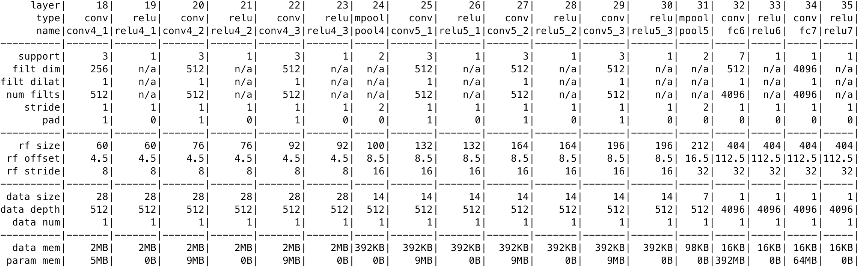 layer| 18| 19| 20| 21| 22| 23| 24| 25| 26| 27| 28| 29| 30| 31| 32| 33| 34| 35|
type| conv| relu| conv| relu| conv| relu|mpool| conv| relu| conv| relu| conv| relu|mpool| conv| relu| conv| relu|
name|conv4_1|relu4_1|conv4_2|relu4_2|conv4_3|relu4_3|pool4|conv5_1|relu5_1|conv5_2|relu5_2|conv5_3|relu5_3|pool5| fc6|relu6| fc7|relu7|
support| 3| 1| 3| 1| 3| 1| 2| 3| 1| 3| 1| 3| 1| 2| 7| 1| 1| 1|
filt dim| 256| n/a| 512| n/a| 512| n/a| n/a| 512| n/a| 512| n/a| 512| n/a| n/a| 512| n/a| 4096| n/a|
filt dilat| 1| n/a| 1| n/a| 1| n/a| n/a| 1| n/a| 1| n/a| 1| n/a| n/a| 1| n/a| 1| n/a|
num filts| 512| n/a| 512| n/a| 512| n/a| n/a| 512| n/a| 512| n/a| 512| n/a| n/a| 4096| n/a| 4096| n/a|
stride| 1| 1| 1| 1| 1| 1| 2| 1| 1| 1| 1| 1| 1| 2| 1| 1| 1| 1|
pad| 1| 0| 1| 0| 1| 0| 0| 1| 0| 1| 0| 1| 0| 0| 0| 0| 0| 0|
rf size| 60| 60| 76| 76| 92| 92| 100| 132| 132| 164| 164| 196| 196| 212| 404| 404| 404| 404|
rf offset| 4.5| 4.5| 4.5| 4.5| 4.5| 4.5| 8.5| 8.5| 8.5| 8.5| 8.5| 8.5| 8.5| 16.5|112.5|112.5|112.5|112.5|
rf stride| 8| 8| 8| 8| 8| 8| 16| 16| 16| 16| 16| 16| 16| 32| 32| 32| 32| 32|
data size| 28| 28| 28| 28| 28| 28| 14| 14| 14| 14| 14| 14| 14| 7| 1| 1| 1| 1|
data depth| 512| 512| 512| 512| 512| 512| 512| 512| 512| 512| 512| 512| 512| 512| 4096| 4096| 4096| 4096|
data num| 1| 1| 1| 1| 1| 1| 1| 1| 1| 1| 1| 1| 1| 1| 1| 1| 1| 1|
data mem| 2MB| 2MB| 2MB| 2MB| 2MB| 2MB|392KB| 392KB| 392KB| 392KB| 392KB| 392KB| 392KB| 98KB| 16KB| 16KB| 16KB| 16KB|
param mem| 5MB| 0B| 9MB| 0B| 9MB| 0B| 0B| 9MB| 0B| 9MB| 0B| 9MB| 0B| 0B|392MB| 0B| 64MB| 0B|